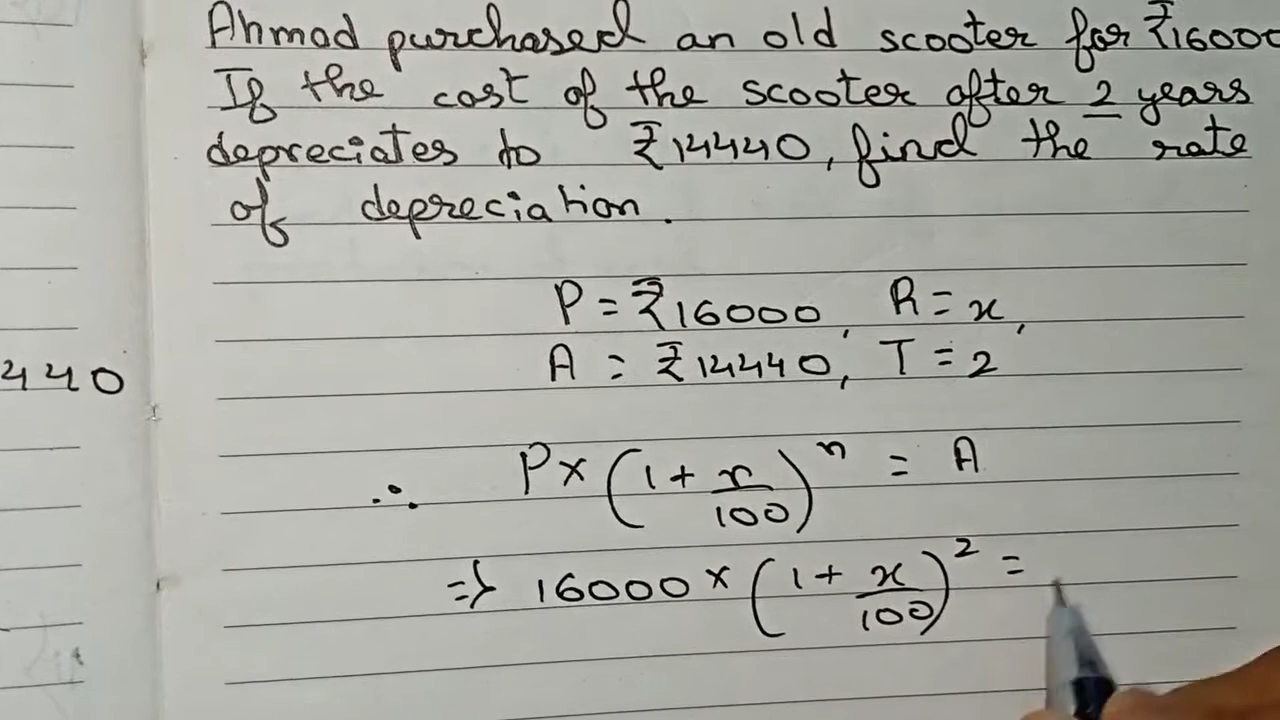 Ahmad purchased an old scooter for ₹16000
If the cost of the scooter after 2 years
depreciates to ₹14440, find the rate
of depreciation.
P = ₹16000, R = x,
A = ₹14440, T = 2
440
∴ P × (1 + r/100)^n = A
⇒ 16000 × (1 + x/100)^2 =